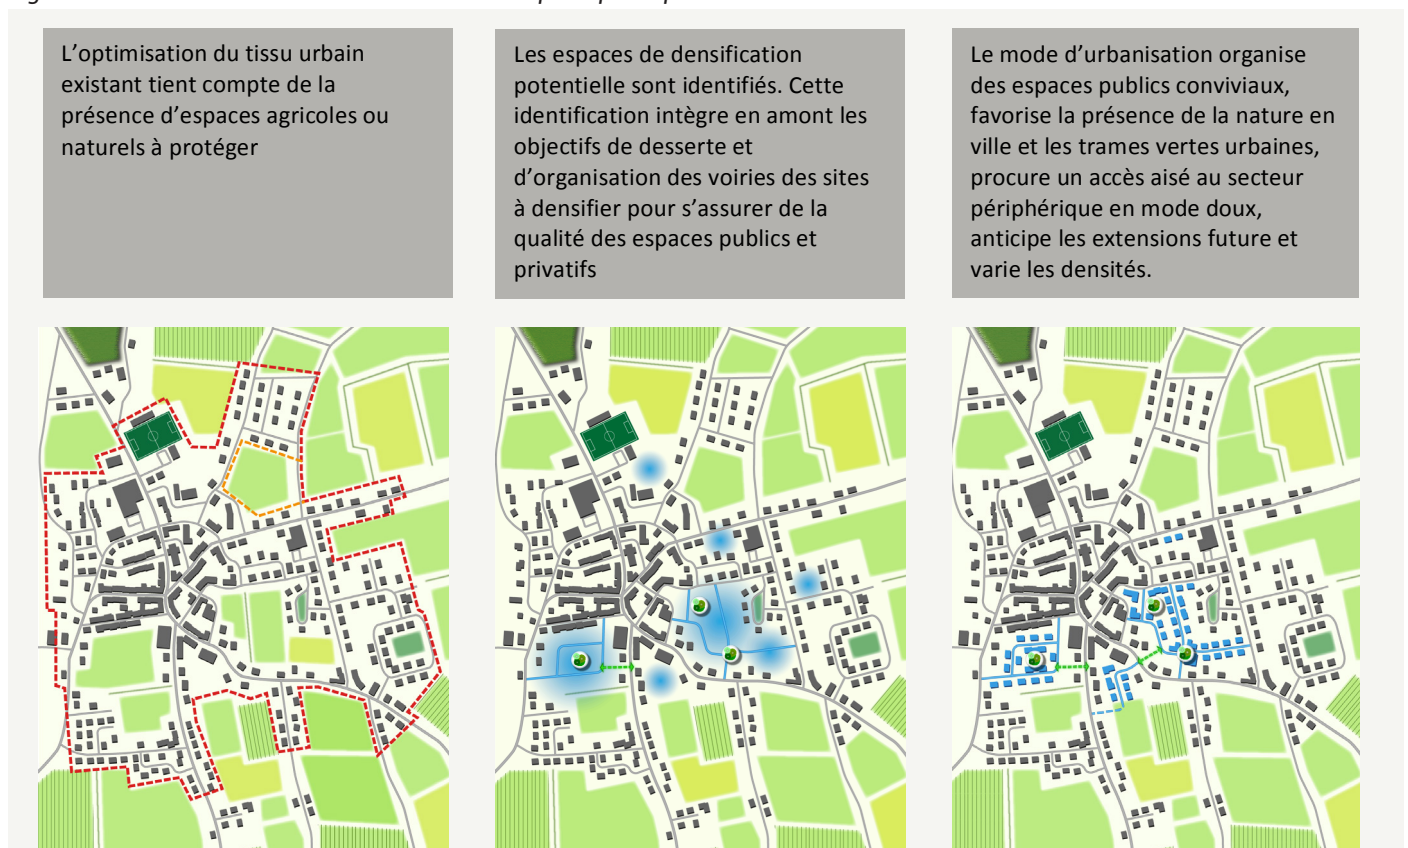 L’optimisation du tissu urbain
existant tient compte de la
présence d’espaces agricoles ou
naturels à protéger
Les espaces de densification
potentielle sont identifiés. Cette
identification intègre en amont les
objectifs de desserte et
d’organisation des voiries des sites
à densifier pour s’assurer de la
qualité des espaces publics et
privatifs
Le mode d’urbanisation organise
des espaces publics conviviaux,
favorise la présence de la nature en
ville et les trames vertes urbaines,
procure un accès aisé au secteur
périphérique en mode doux,
anticipe les extensions future et
varie les densités.